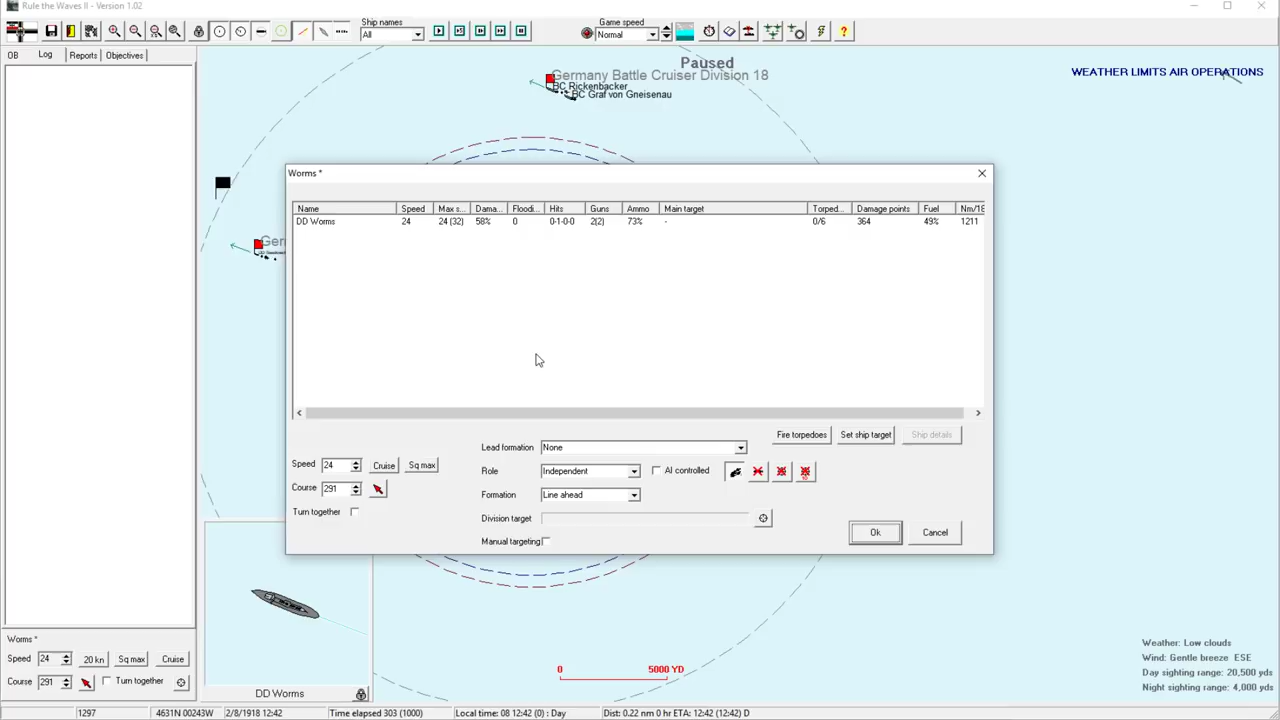 Rule the Waves II - Version 1.02
Ship names
All
Game speed
Normal
OB Log Reports Objectives
Paused
Germany Battle Cruiser Division 18
BC Rickenbacker
BC Graf von Gneisenau
WEATHER LIMITS AIR OPERATIONS
Ger
Worms *
Name Speed Max s... Dama... Floodi... Hits Guns Ammo Main target Torped... Damage points Fuel Nm/18
DD Worms 24 24 (32) 58% 0 0-1-0-0 2(2) 73% - 0/6 364 49% 1211
Lead formation None
Fire torpedoes Set ship target Ship details
Speed 24 Cruise Sq max
Role Independent AI controlled
Course 291
Formation Line ahead
Turn together
Division target
Manual targeting
Ok Cancel
Worms *
Speed 24 20 kn Sq max Cruise
Course 291 Turn together
DD Worms
0 5000 YD
Weather: Low clouds
Wind: Gentle breeze ESE
Day sighting range: 20,500 yds
Night sighting range: 4,000 yds
1297 4631N 00243W 2/8/1918 12:42 Time elapsed 303 (1000) Local time: 08 12:42 (0) : Day Dist: 0.22 nm 0 hr ETA: 12:42 (12:42) D